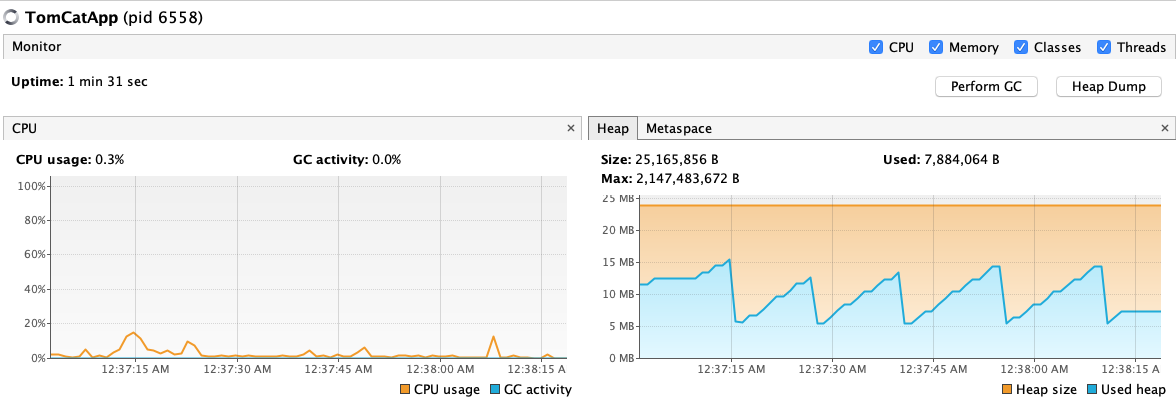 TomCatApp (pid 6558)
Monitor CPU Memory Classes Threads
Uptime: 1 min 31 sec
Perform GC Heap Dump
CPU ×
CPU usage: 0.3% GC activity: 0.0%
100%
80%
60%
40%
20%
0%
12:37:15 AM 12:37:30 AM 12:37:45 AM 12:38:00 AM 12:38:15 A
CPU usage GC activity
Heap Metaspace ×
Size: 25,165,856 B Used: 7,884,064 B
Max: 2,147,483,672 B
25 MB
20 MB
15 MB
10 MB
5 MB
0 MB
12:37:15 AM 12:37:30 AM 12:37:45 AM 12:38:00 AM 12:38:15 A
Heap size Used heap